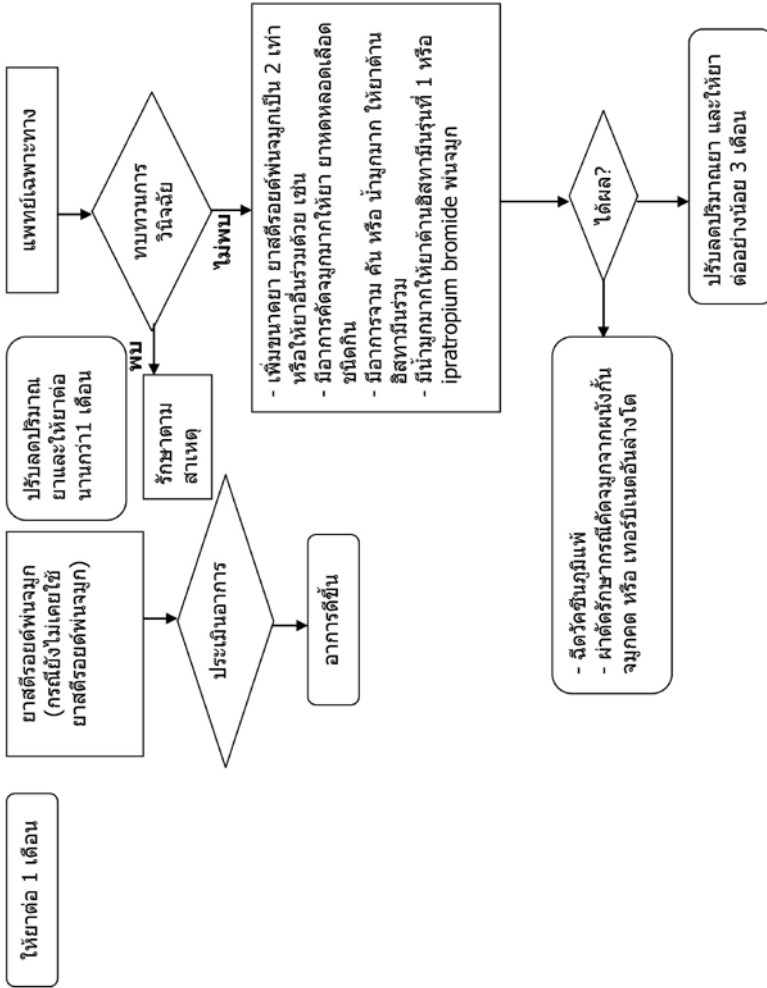 ให้ยาต่อ 1 เดือน
ยาสตีรอยด์พ่นจมูก
(กรณียังไม่เคยใช้
ยาสตีรอยด์พ่นจมูก)
ประเมินอาการ
อาการดีขึ้น
ปรับลดปริมาณ
ยาและให้ยาต่อ
นานกว่า1 เดือน
แพทย์เฉพาะทาง
ทบทวนการ
วินิจฉัย
พบ
ไม่พบ
รักษาตาม
สาเหตุ
- เพิ่มขนาดยา ยาสตีรอยด์พ่นจมูกเป็น 2 เท่า
หรือให้ยาอื่นร่วมด้วย เช่น
- มีอาการคัดจมูกมากให้ยา ยาหดหลอดเลือด
ชนิดกิน
- มีอาการจาม คัน หรือ น้ำมูกมาก ให้ยาต้าน
ฮิสทามีนร่วม
- มีน้ำมูกมากให้ยาต้านฮิสทามีนรุ่นที่ 1 หรือ
ipratropium bromide พ่นจมูก
ได้ผล?
- ฉีดวัคซีนภูมิแพ้
- ผ่าตัดรักษากรณีคัดจมูกจากผนังกั้น
จมูกคด หรือ เทอร์บิเนตอันล่างโต
ปรับลดปริมาณยา และให้ยา
ต่ออย่างน้อย 3 เดือน